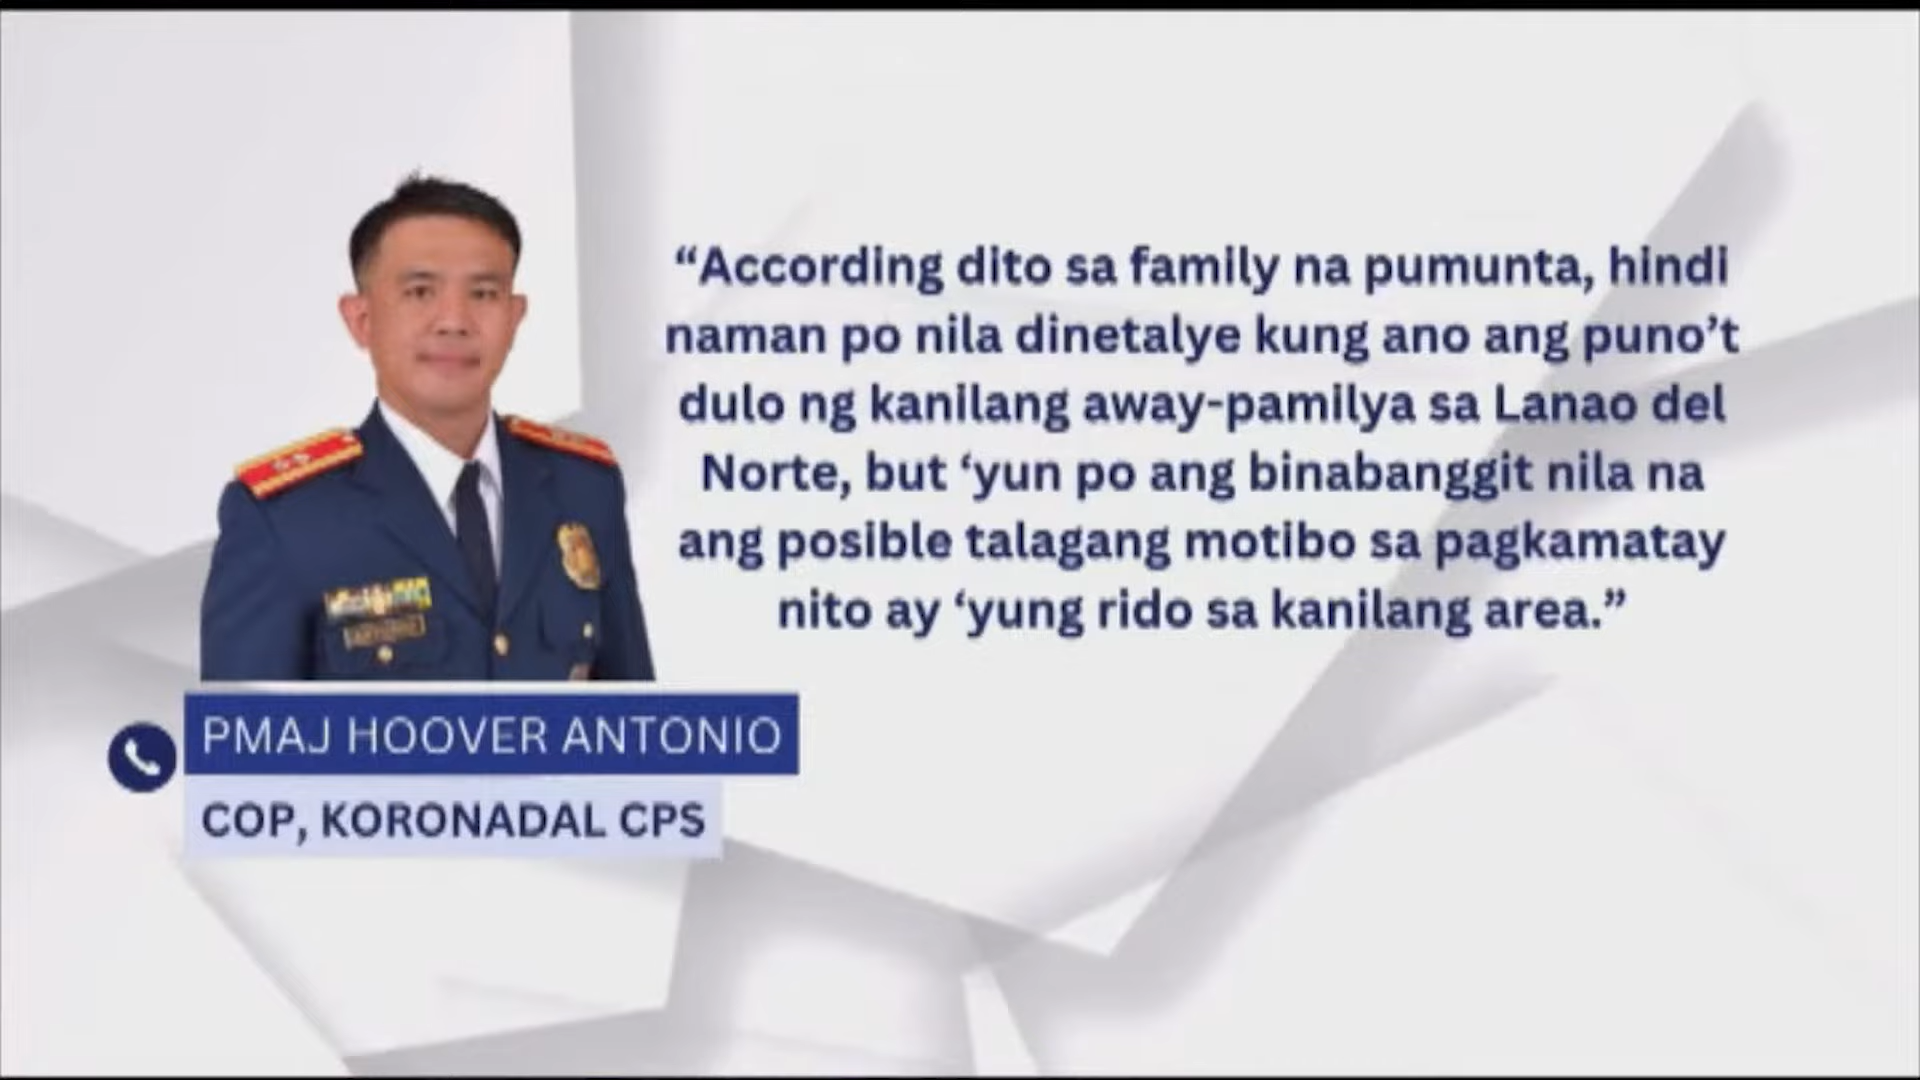 “According dito sa family na pumunta, hindi
naman po nila dinetalye kung ano ang puno’t
dulo ng kanilang away-pamilya sa Lanao del
Norte, but ‘yun po ang binabanggit nila na
ang posible talagang motibo sa pagkamatay
nito ay ‘yung rido sa kanilang area.”
PMAJ HOOVER ANTONIO
COP, KORONADAL CPS